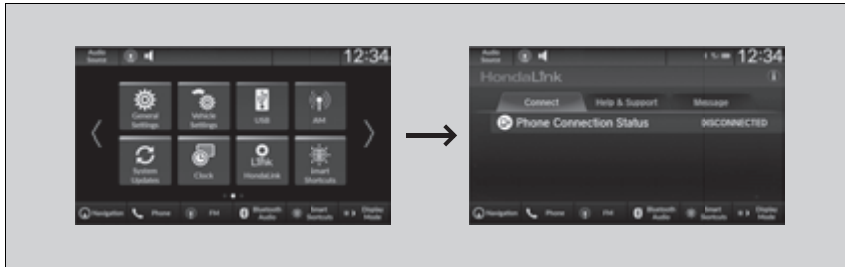 Audio
Source
12:34
General
Settings
Vehicle
Settings
USB
AM
System
Updates
Clock
Link
HondaLink
Smart
Shortcuts
Navigation
Phone
FM
Bluetooth
Audio
Smart
Shortcuts
Display
Mode
Audio
Source
12:34
HondaLink
Connect
Help & Support
Message
Phone Connection Status
DISCONNECTED
Navigation
Phone
FM
Bluetooth
Audio
Smart
Shortcuts
Display
Mode